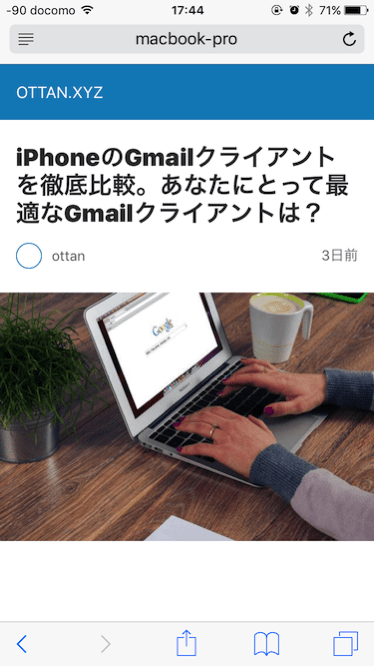 -90 docomo 17:44 71%
macbook-pro
OTTAN.XYZ
iPhoneのGmailクライアント
を徹底比較。あなたにとって最
適なGmailクライアントは？
ottan 3日前
Google